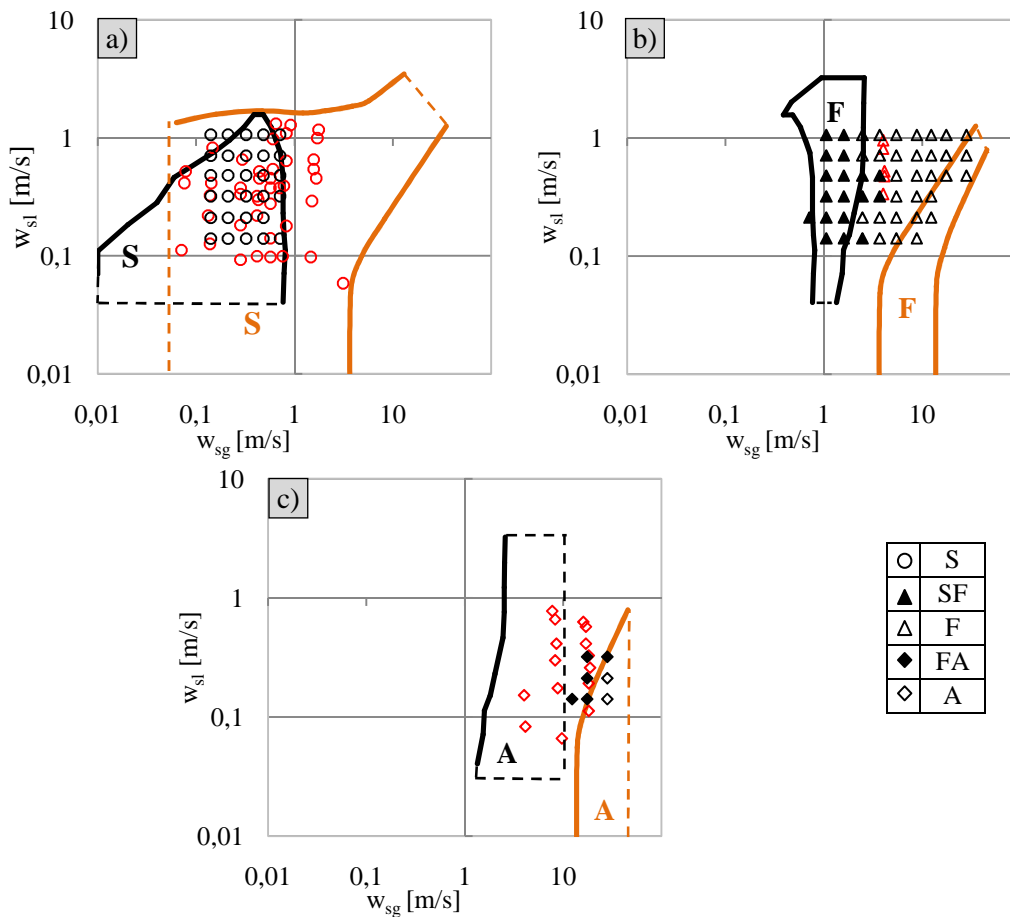 a)
10
1
0,1
0,01
w_sl [m/s]
S
S
0,01 0,1 1 10
w_sg [m/s]
b)
10
1
0,1
0,01
w_sl [m/s]
F
F
0,01 0,1 1 10
w_sg [m/s]
c)
10
1
0,1
0,01
w_sl [m/s]
A
A
0,01 0,1 1 10
w_sg [m/s]
S
SF
F
FA
A